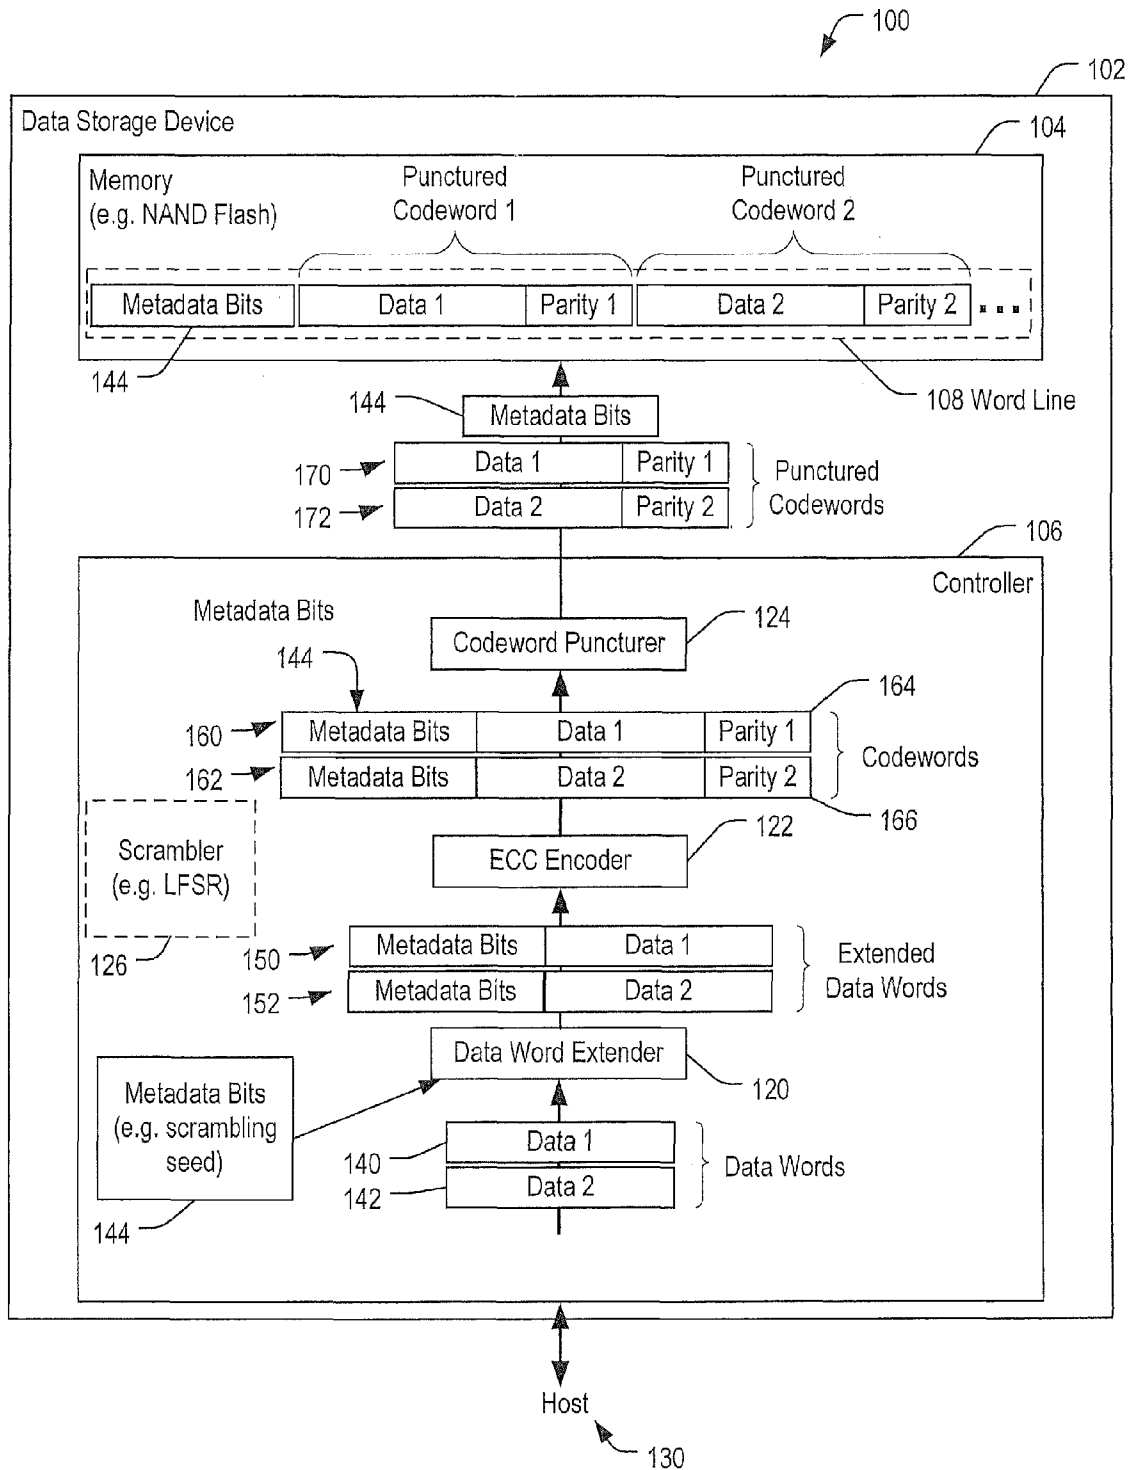 100
102
Data Storage Device
104
Memory
(e.g. NAND Flash)
Punctured
Codeword 1
Punctured
Codeword 2
Metadata Bits
Data 1
Parity 1
Data 2
Parity 2
...
144
108 Word Line
144
Metadata Bits
170
Data 1
Parity 1
172
Data 2
Parity 2
Punctured
Codewords
106
Controller
Metadata Bits
Codeword Puncturer
124
144
164
160
Metadata Bits
Data 1
Parity 1
162
Metadata Bits
Data 2
Parity 2
Codewords
166
122
Scrambler
(e.g. LFSR)
ECC Encoder
126
150
Metadata Bits
Data 1
152
Metadata Bits
Data 2
Extended
Data Words
Data Word Extender
120
Metadata Bits
(e.g. scrambling
seed)
144
140
Data 1
142
Data 2
Data Words
Host
130